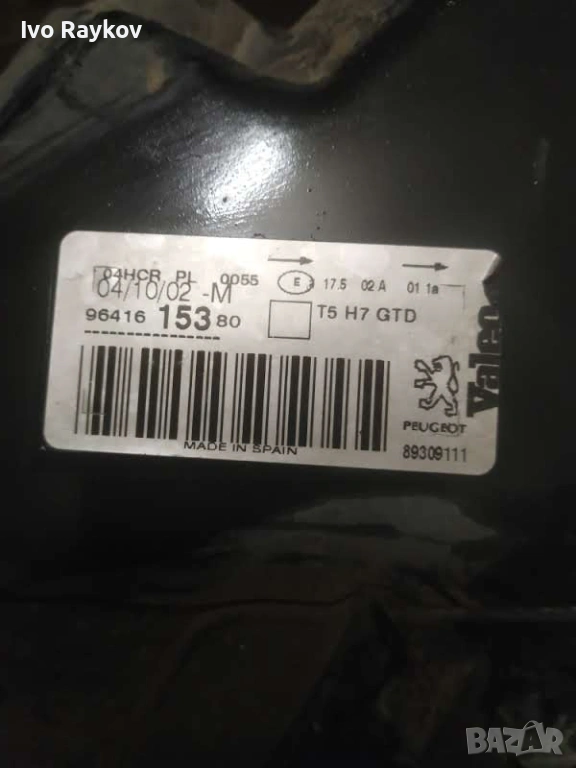 Ivo Raykov
04HCR PL 0055 E 17.5 02 A 01 1a
04/10/02 -M
96416 153 80
T5 H7 GTD
Valeo
PEUGEOT
MADE IN SPAIN
89309111
BAZAR